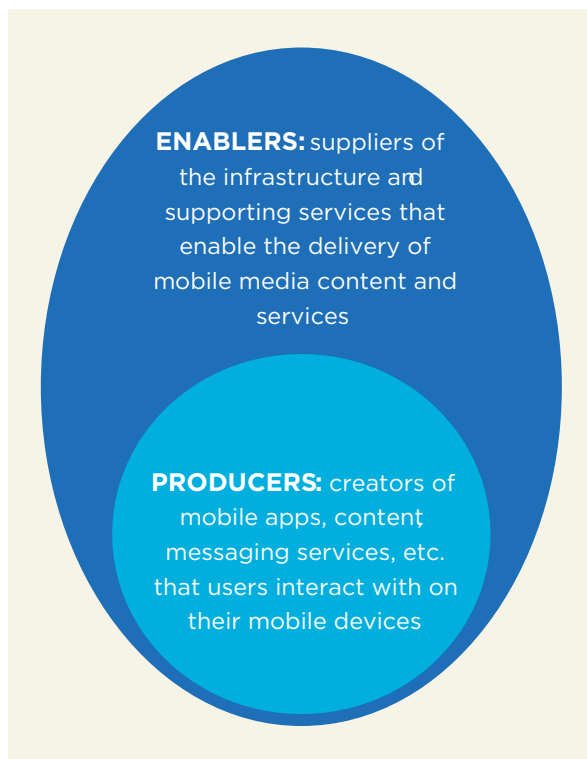 ENABLERS: suppliers of
the infrastructure and
supporting services that
enable the delivery of
mobile media content and
services
PRODUCERS: creators of
mobile apps, content,
messaging services, etc.
that users interact with on
their mobile devices